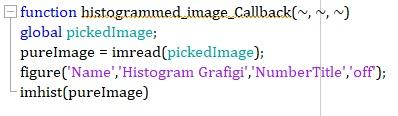 function histogrammed_image_Callback(~, ~, ~)
global pickedImage;
pureImage = imread(pickedImage);
figure('Name','Histogram Grafigi','NumberTitle','off');
imhist(pureImage)